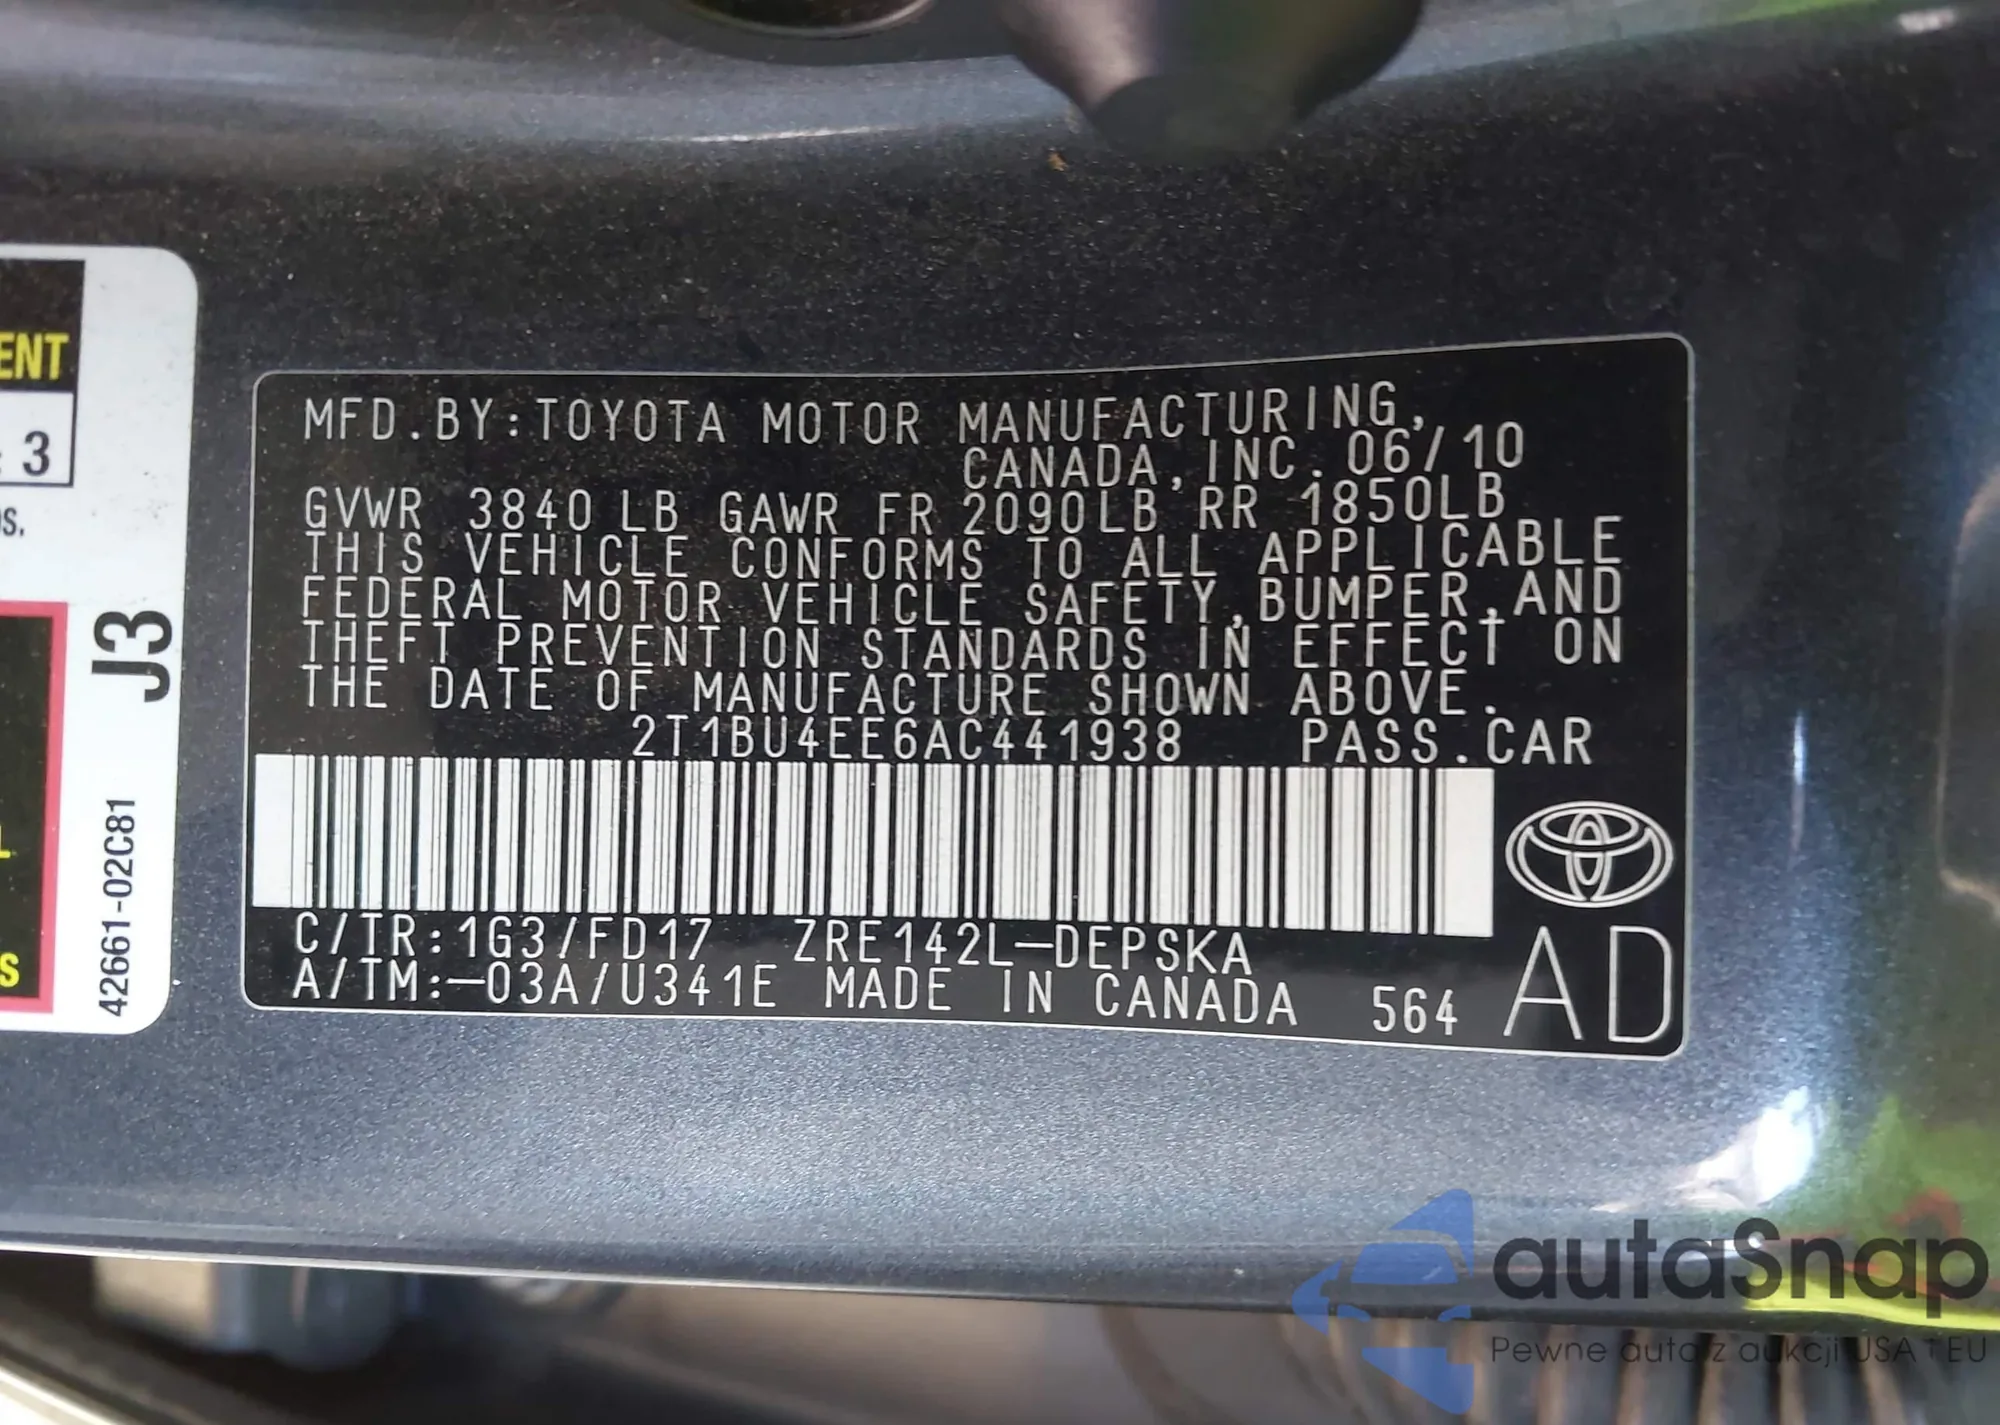 ENT
: 3
OS.
L
S
J3
42661-02C81
MFD.BY:TOYOTA MOTOR MANUFACTURING,
CANADA,INC. 06/10
GVWR 3840 LB GAWR FR 2090LB RR 1850LB
THIS VEHICLE CONFORMS TO ALL APPLICABLE
FEDERAL MOTOR VEHICLE SAFETY,BUMPER,AND
THEFT PREVENTION STANDARDS IN EFFECT ON
THE DATE OF MANUFACTURE SHOWN ABOVE.
2T1BU4EE6AC441938 PASS.CAR
C/TR:1G3/FD17 ZRE142L-DEPSKA
A/TM:-03A/U341E MADE IN CANADA 564
AD
autaSnap
Pewne auta z aukcji USA i EU